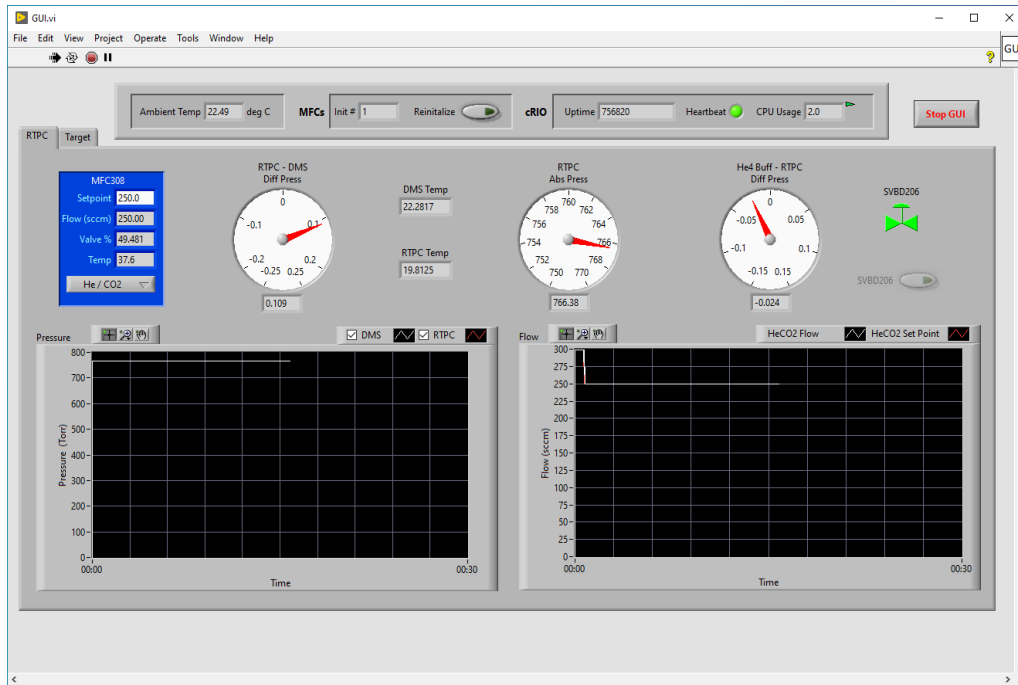 GUI.vi
File Edit View Project Operate Tools Window Help
GU
Ambient Temp 22.49 deg C MFCs Init # 1 Reinitalize cRIO Uptime 756820 Heartbeat CPU Usage 2.0
Stop GUI
RTPC Target
MFC308
Setpoint 250.0
Flow (sccm) 250.00
Valve % 49.481
Temp 37.6
He / CO2
RTPC - DMS
Diff Press
0
-0.1 0.1
-0.2 0.2
-0.25 0.25
0.109
DMS Temp
22.2817
RTPC Temp
19.8125
RTPC
Abs Press
760
758 762
756 764
754 766
752 768
750 770
766.38
He4 Buff - RTPC
Diff Press
0
-0.05 0.05
-0.1 0.1
-0.15 0.15
-0.024
SVBD206
SVBD206
Pressure DMS RTPC
800
700
600
500
400
300
200
100
0
Pressure (Torr)
00:00 00:30
Time
Flow HeCO2 Flow HeCO2 Set Point
300
275
250
225
200
175
150
125
100
75
50
25
0
Flow (sccm)
00:00 00:30
Time